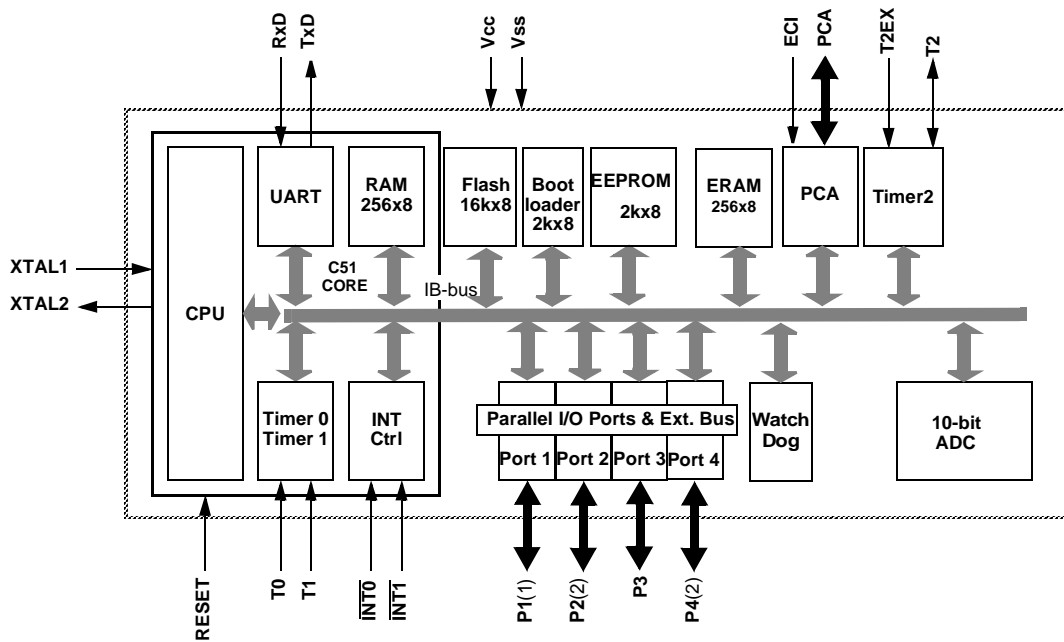 RxD
TxD
Vcc
Vss
ECI
PCA
T2EX
T2
UART
RAM
256x8
Flash
16kx8
Boot
loader
2kx8
EEPROM
2kx8
ERAM
256x8
PCA
Timer2
XTAL1
XTAL2
CPU
C51
CORE
IB-bus
Timer 0
Timer 1
INT
Ctrl
Parallel I/O Ports & Ext. Bus
Port 1
Port 2
Port 3
Port 4
Watch
Dog
10-bit
ADC
RESET
T0
T1
INT0
INT1
P1(1)
P2(2)
P3
P4(2)